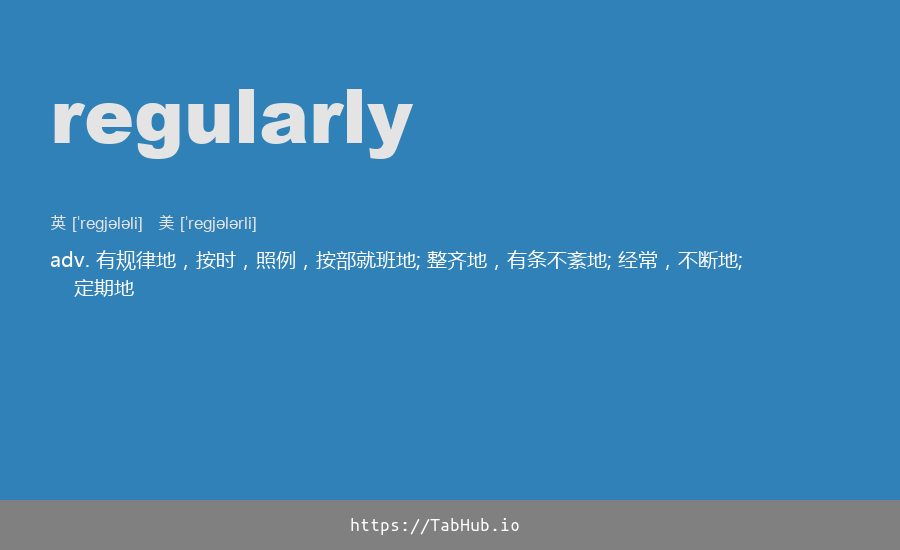 regularly
英 [ˈregjələli] 美 [ˈregjələrli]
adv. 有规律地，按时，照例，按部就班地; 整齐地，有条不紊地; 经常，不断地;
定期地
https://TabHub.io